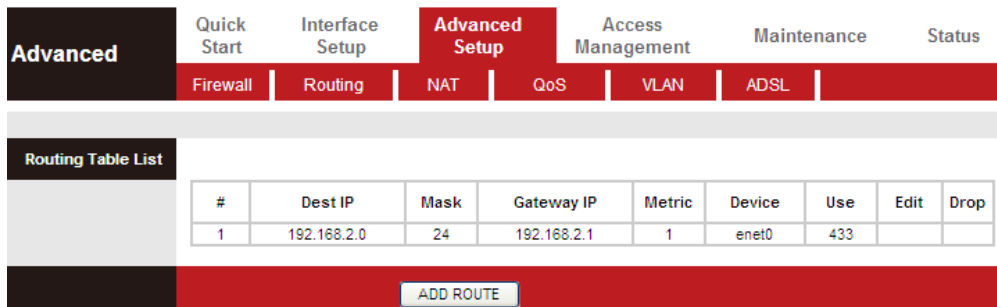 Advanced
Quick Start
Interface Setup
Advanced Setup
Access Management
Maintenance
Status
Firewall
Routing
NAT
QoS
VLAN
ADSL
Routing Table List
# Dest IP Mask Gateway IP Metric Device Use Edit Drop
1 192.168.2.0 24 192.168.2.1 1 enet0 433
ADD ROUTE